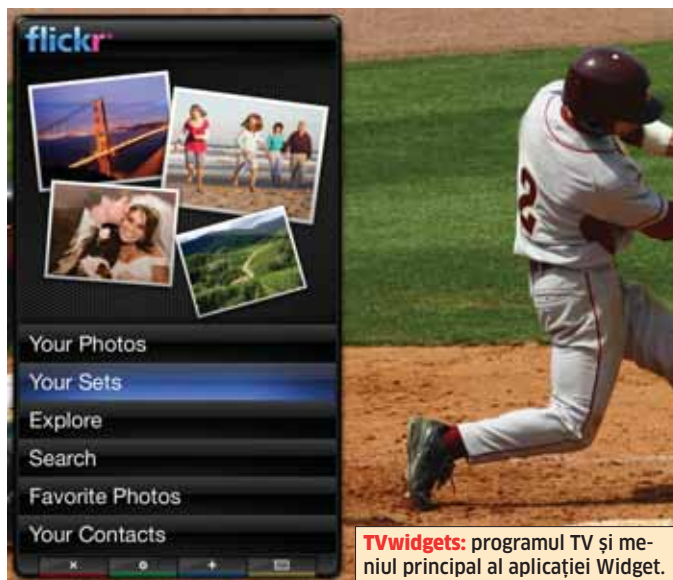 flickr
Your Photos
Your Sets
Explore
Search
Favorite Photos
Your Contacts
2
TVwidgets: programul TV și me-
niul principal al aplicației Widget.